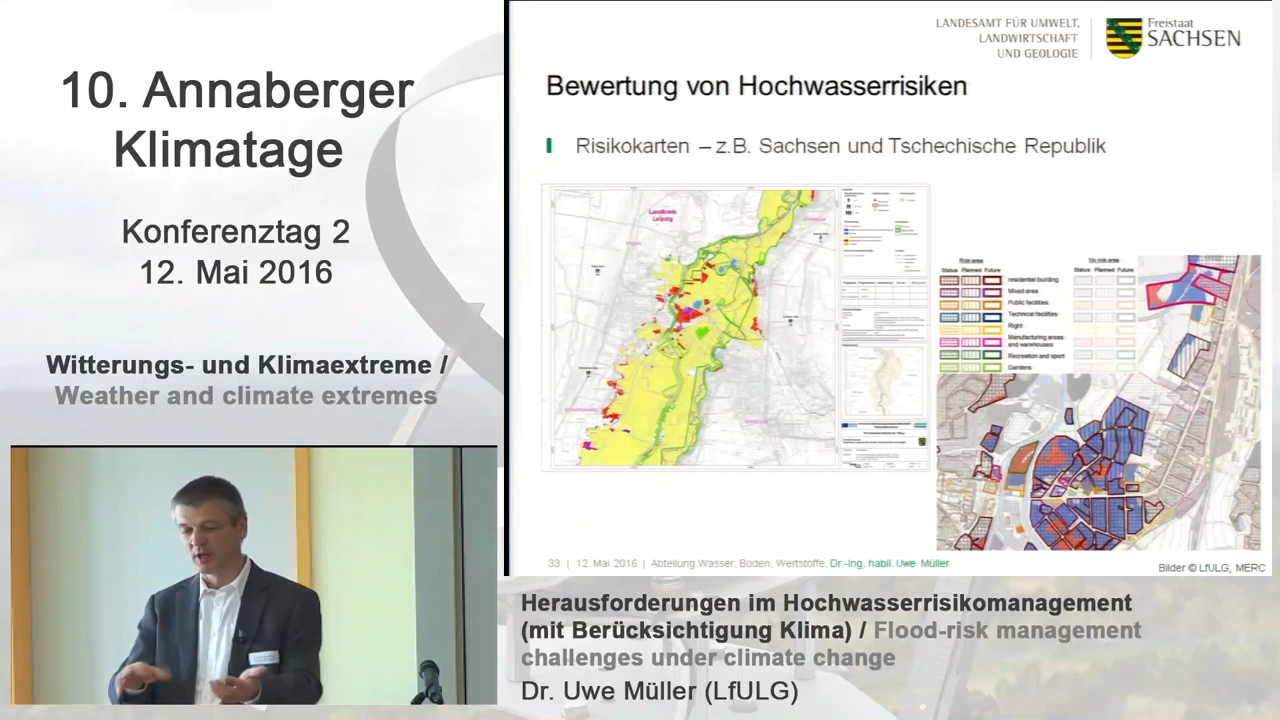 10. Annaberger
Klimatage
Konferenztag 2
12. Mai 2016
Witterungs- und Klimaextreme /
Weather and climate extremes
LANDESAMT FÜR UMWELT,
LANDWIRTSCHAFT
UND GEOLOGIE
Freistaat
SACHSEN
Bewertung von Hochwasserrisiken
Risikokarten – z.B. Sachsen und Tschechische Republik
Landkreis
Leipzig
Risk area
No risk area
Status Planned Future
Status Planned Future
residential building
Mixed area
Public facilities
Technical facilities
Right
Manufacturing areas
and warehouses
Recreation and sport
Gardens
33 | 12. Mai 2016 | Abteilung Wasser, Boden, Wertstoffe, Dr.-Ing. habil. Uwe Müller
Bilder © LfULG, MERC
Herausforderungen im Hochwasserrisikomanagement
(mit Berücksichtigung Klima) / Flood-risk management
challenges under climate change
Dr. Uwe Müller (LfULG)